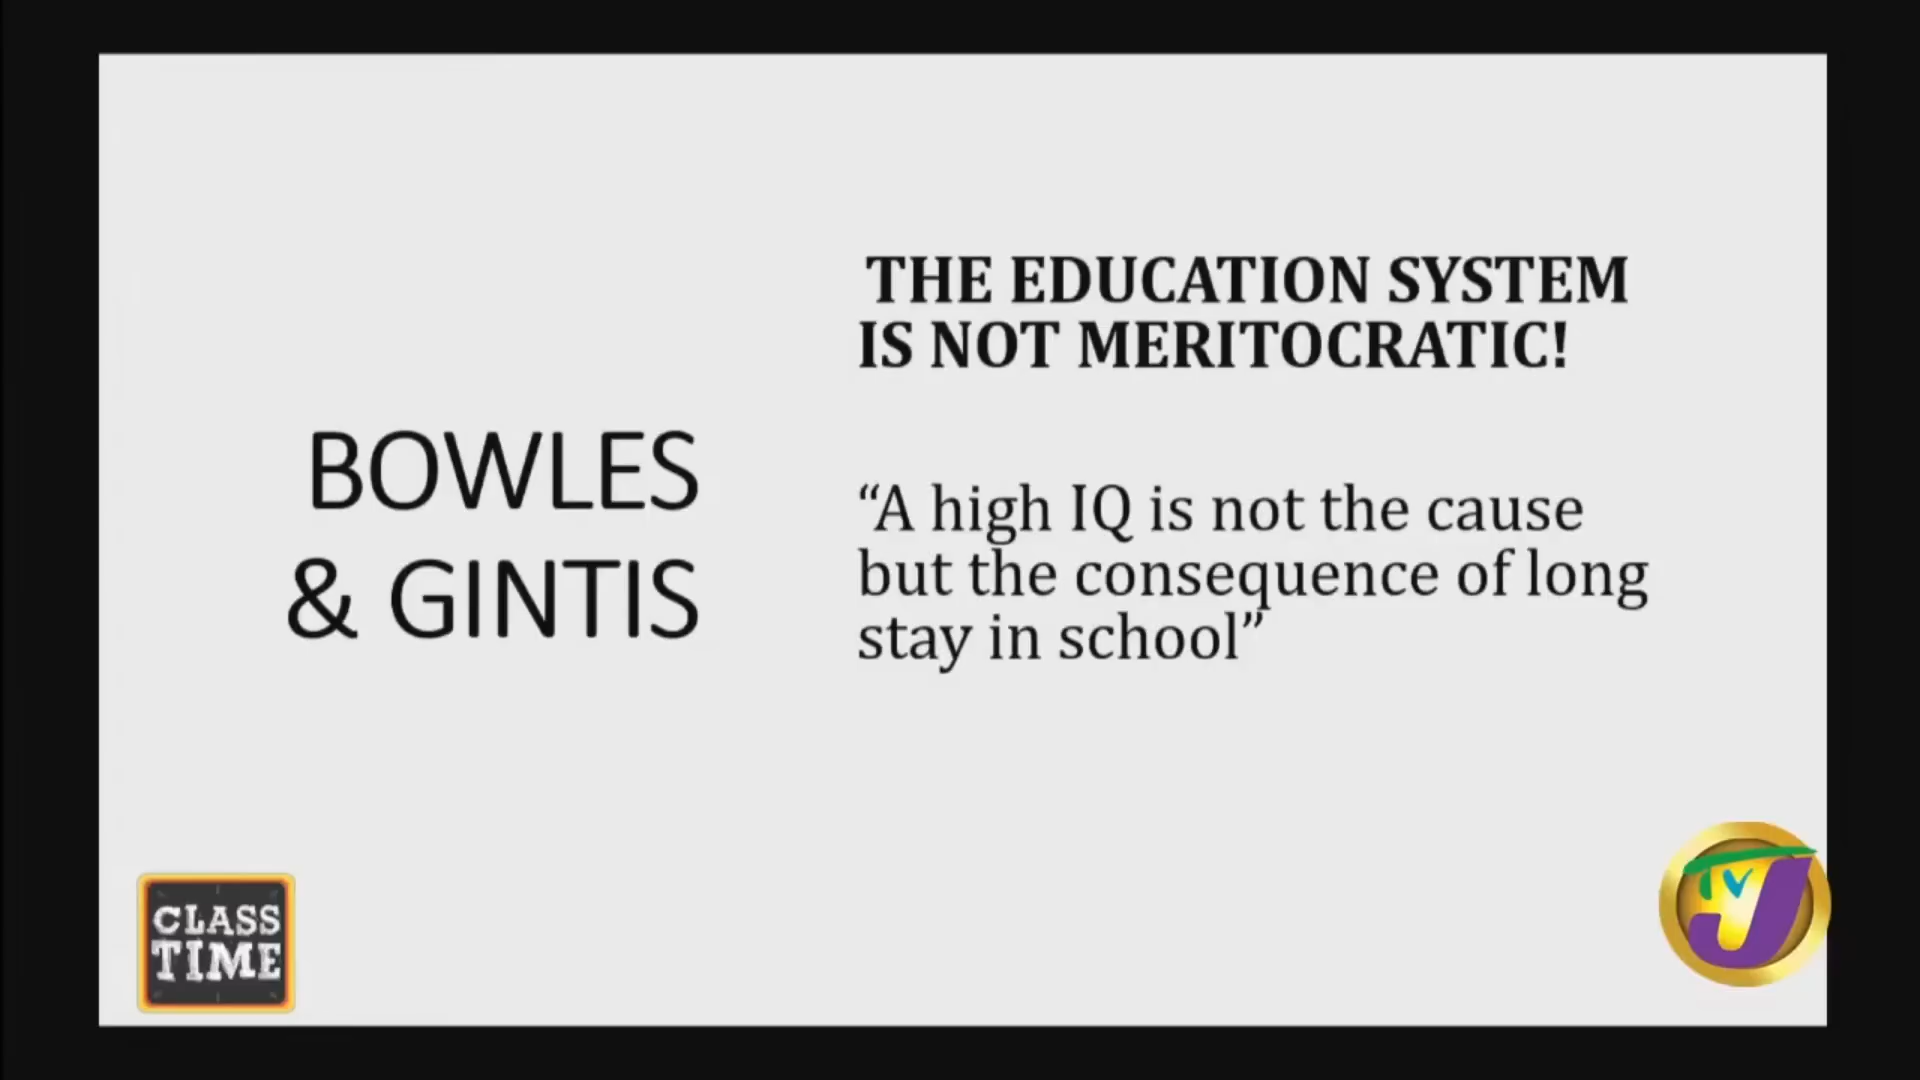 BOWLES
& GINTIS
THE EDUCATION SYSTEM
IS NOT MERITOCRATIC!
“A high IQ is not the cause
but the consequence of long
stay in school”
CLASS
TIME
TVJ